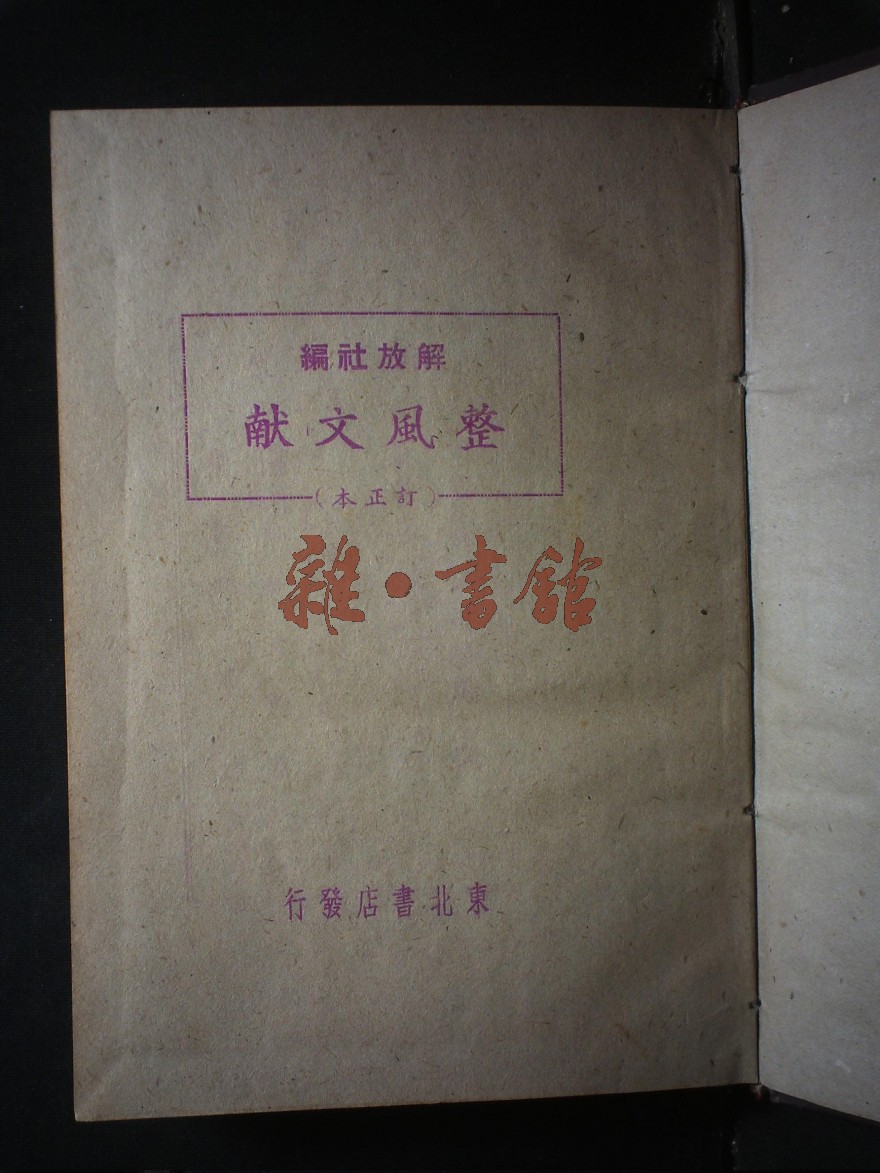 解放社編
整風文献
(訂正本)
雜·書館
東北書店發行